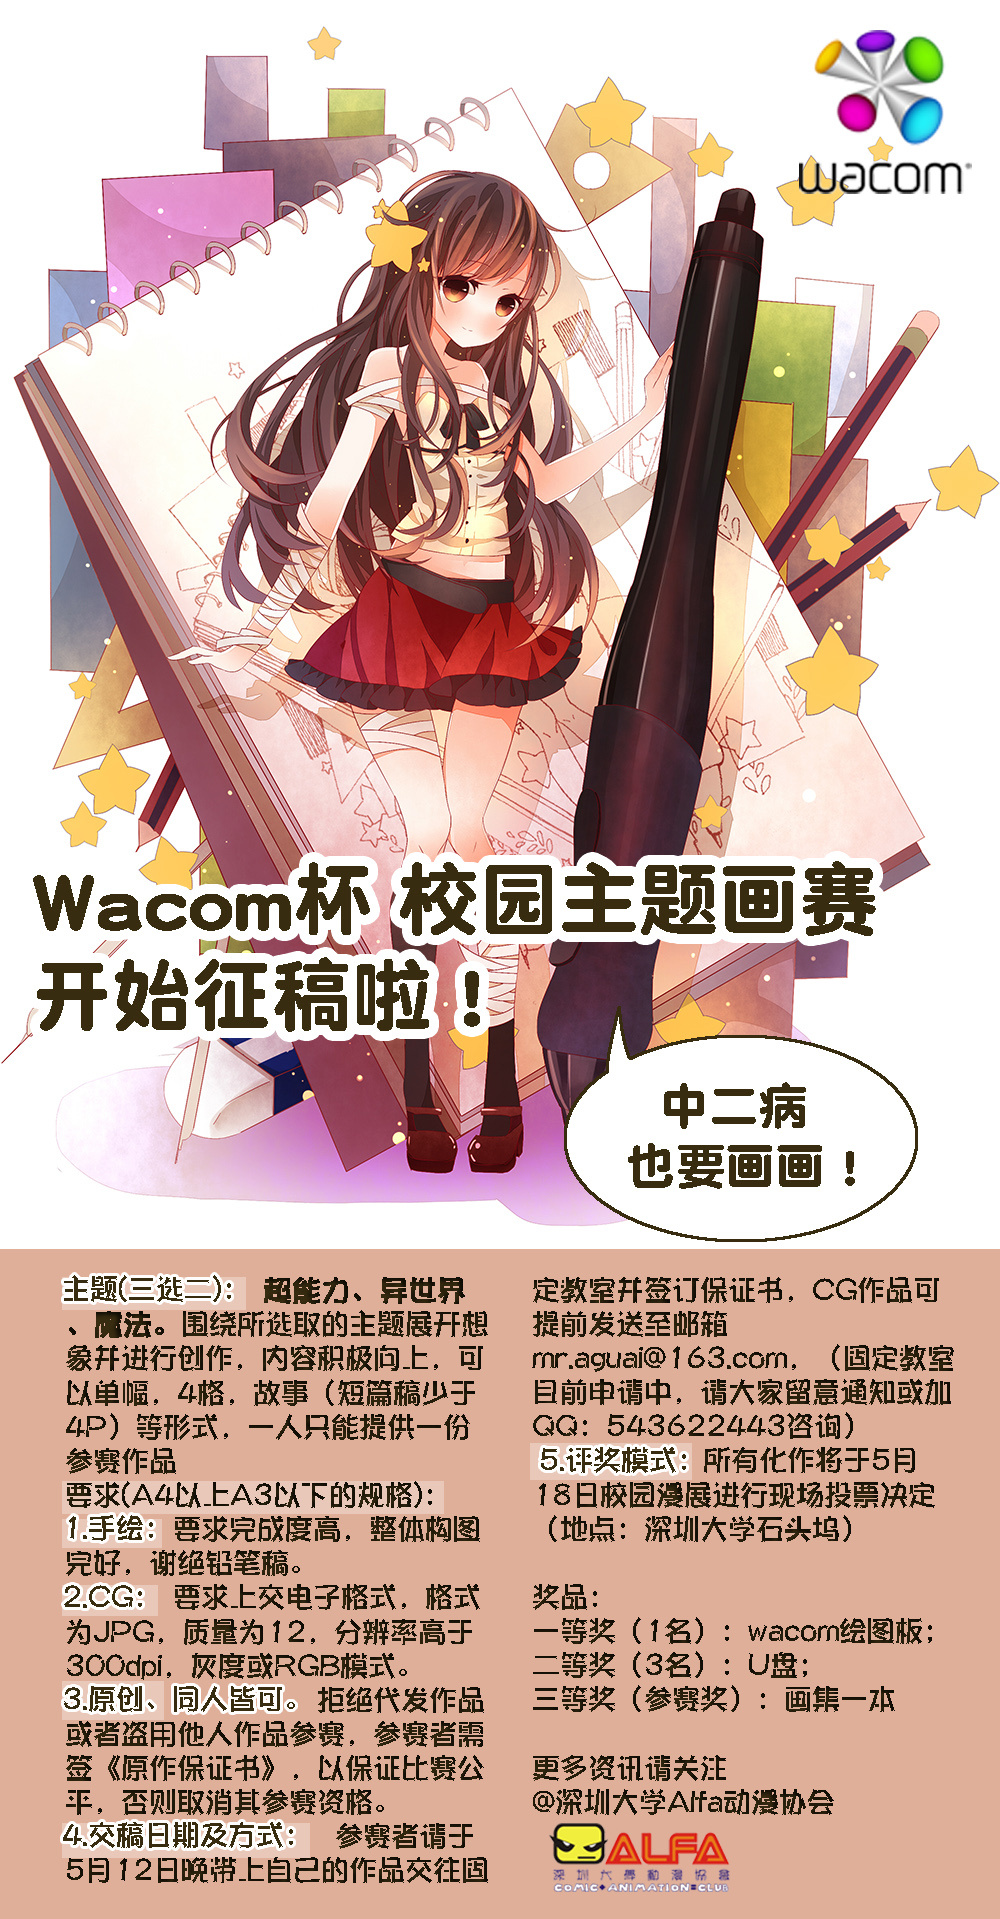 wacom
Wacom杯 校园主题画赛
开始征稿啦！
中二病
也要画画！
主题(三选二)： 超能力、异世界
、魔法。围绕所选取的主题展开想
象并进行创作，内容积极向上，可
以单幅，4格，故事（短篇稿少于
4P）等形式，一人只能提供一份
参赛作品
要求(A4以上A3以下的规格)：
1.手绘： 要求完成度高，整体构图
完好，谢绝铅笔稿。
2.CG： 要求上交电子格式，格式
为JPG，质量为12，分辨率高于
300dpi，灰度或RGB模式。
3.原创、同人皆可。拒绝代发作品
或者盗用他人作品参赛，参赛者需
签《原作保证书》，以保证比赛公
平，否则取消其参赛资格。
4.交稿日期及方式： 参赛者请于
5月12日晚带上自己的作品交往固
定教室并签订保证书，CG作品可
提前发送至邮箱
mr.aguai@163.com，（固定教室
目前申请中，请大家留意通知或加
QQ：543622443咨询）
5.评奖模式：所有化作将于5月
18日校园漫展进行现场投票决定
（地点：深圳大学石头坞）
奖品：
一等奖（1名）：wacom绘图板；
二等奖（3名）：U盘；
三等奖（参赛奖）：画集一本
更多资讯请关注
@深圳大学Alfa动漫协会
ALFA
深圳大學動漫協會
COMIC★ANIMATION★CLUB